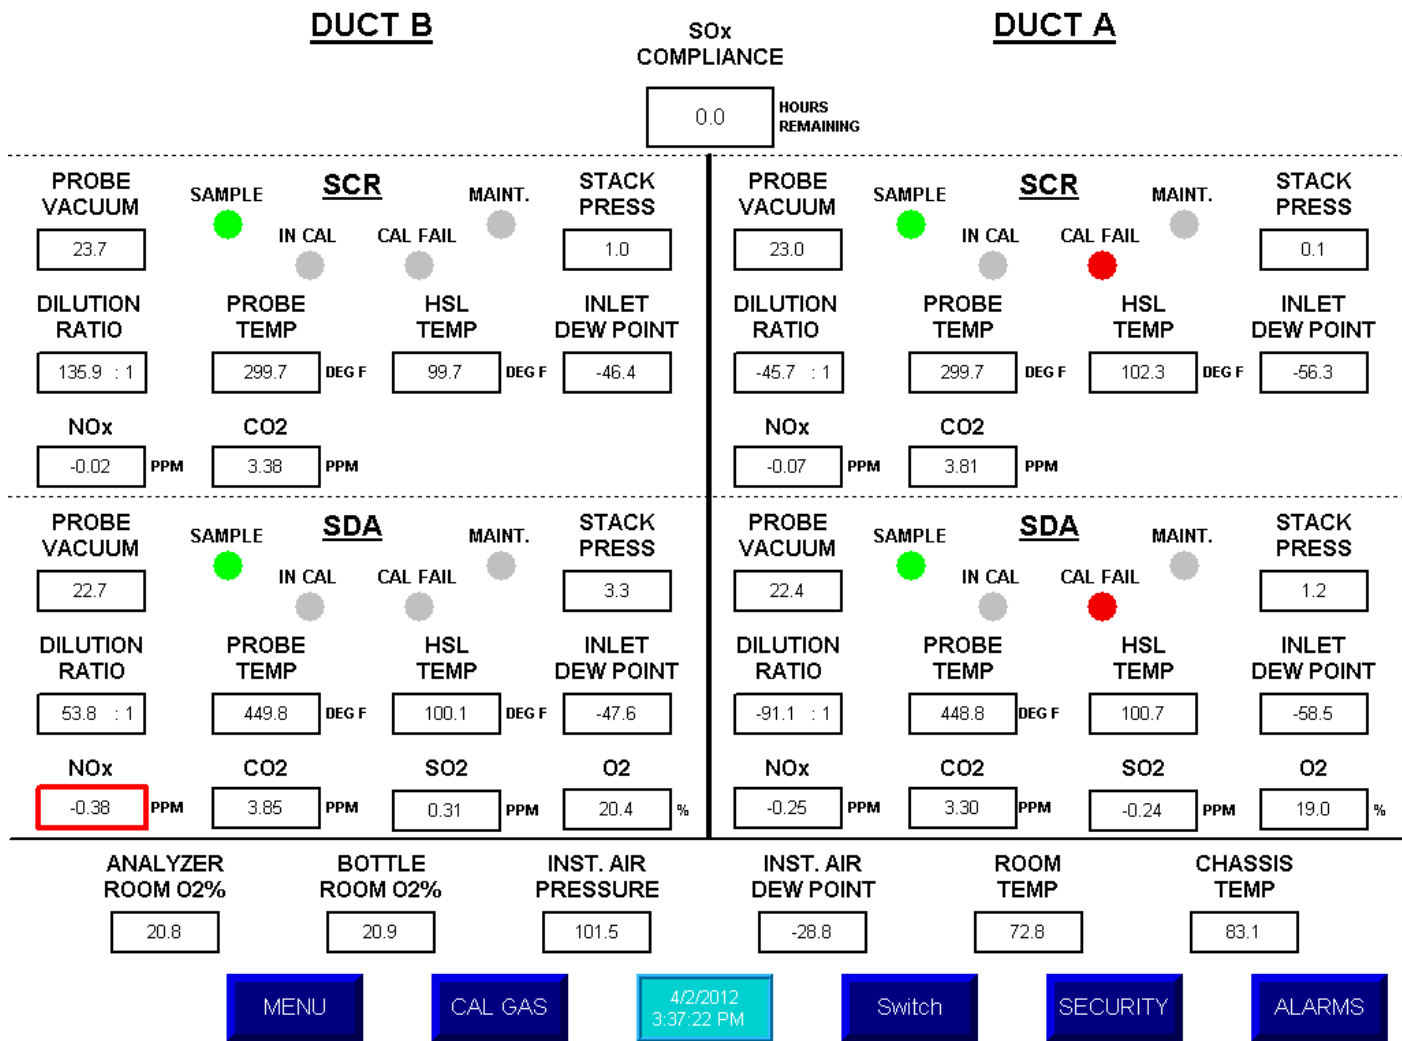 DUCT B
DUCT A
SOx
COMPLIANCE
0.0
HOURS
REMAINING
PROBE
VACUUM
23.7
SAMPLE
SCR
MAINT.
IN CAL
CAL FAIL
STACK
PRESS
1.0
DILUTION
RATIO
135.9 : 1
PROBE
TEMP
299.7
DEG F
HSL
TEMP
99.7
DEG F
INLET
DEW POINT
-46.4
NOx
-0.02
PPM
CO2
3.38
PPM
PROBE
VACUUM
23.0
SAMPLE
SCR
MAINT.
IN CAL
CAL FAIL
STACK
PRESS
0.1
DILUTION
RATIO
-45.7 : 1
PROBE
TEMP
299.7
DEG F
HSL
TEMP
102.3
DEG F
INLET
DEW POINT
-56.3
NOx
-0.07
PPM
CO2
3.81
PPM
PROBE
VACUUM
22.7
SAMPLE
SDA
MAINT.
IN CAL
CAL FAIL
STACK
PRESS
3.3
DILUTION
RATIO
53.8 : 1
PROBE
TEMP
449.8
DEG F
HSL
TEMP
100.1
DEG F
INLET
DEW POINT
-47.6
NOx
-0.38
PPM
CO2
3.85
PPM
SO2
0.31
PPM
O2
20.4
%
PROBE
VACUUM
22.4
SAMPLE
SDA
MAINT.
IN CAL
CAL FAIL
STACK
PRESS
1.2
DILUTION
RATIO
-91.1 : 1
PROBE
TEMP
448.8
DEG F
HSL
TEMP
100.7
INLET
DEW POINT
-58.5
NOx
-0.25
PPM
CO2
3.30
PPM
SO2
-0.24
PPM
O2
19.0
%
ANALYZER
ROOM O2%
20.8
BOTTLE
ROOM O2%
20.9
INST. AIR
PRESSURE
101.5
INST. AIR
DEW POINT
-28.8
ROOM
TEMP
72.8
CHASSIS
TEMP
83.1
MENU
CAL GAS
4/2/2012
3:37:22 PM
Switch
SECURITY
ALARMS